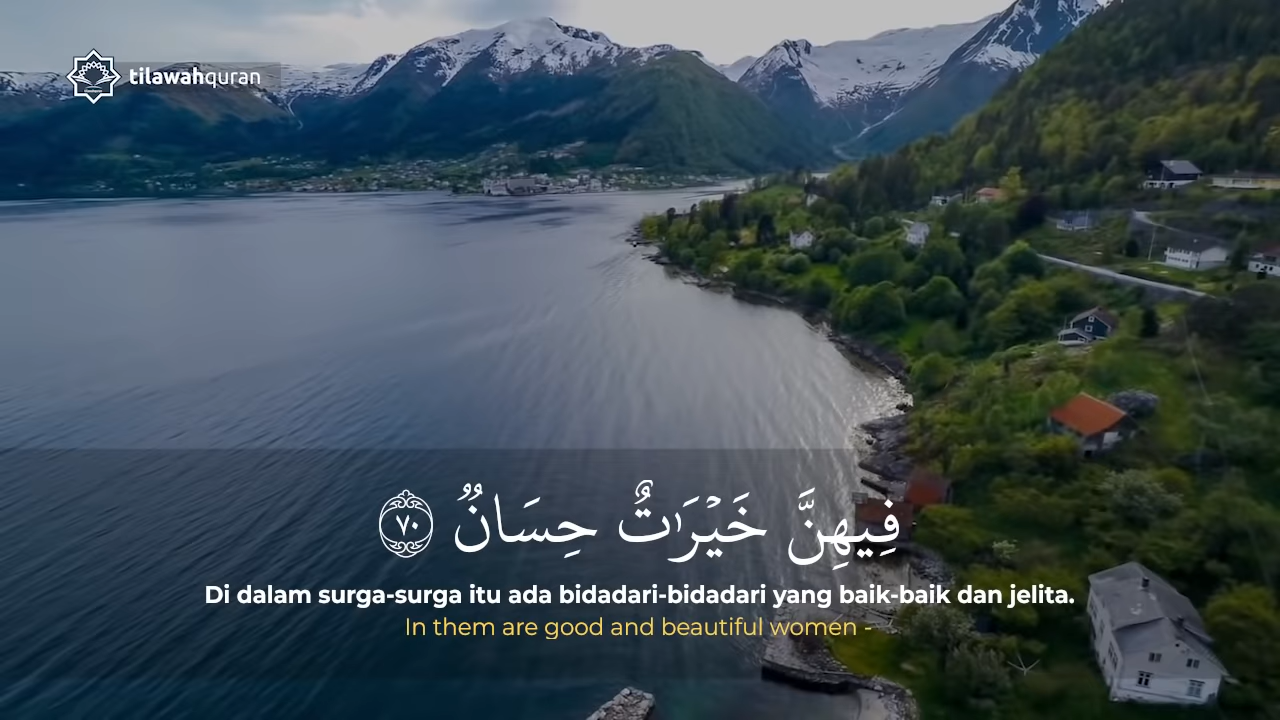 tilawahquran
فِيهِنَّ خَيْرَٰتٌ حِسَانٌ ٧٠
Di dalam surga-surga itu ada bidadari-bidadari yang baik-baik dan jelita.
In them are good and beautiful women -